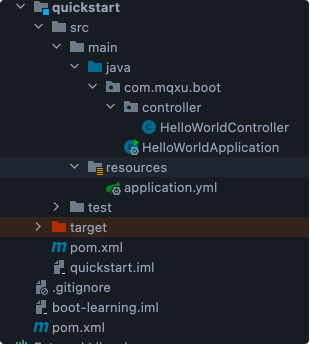 quickstart
src
main
java
com.mqxu.boot
controller
HelloWorldController
HelloWorldApplication
resources
application.yml
test
target
pom.xml
quickstart.iml
.gitignore
boot-learning.iml
pom.xml